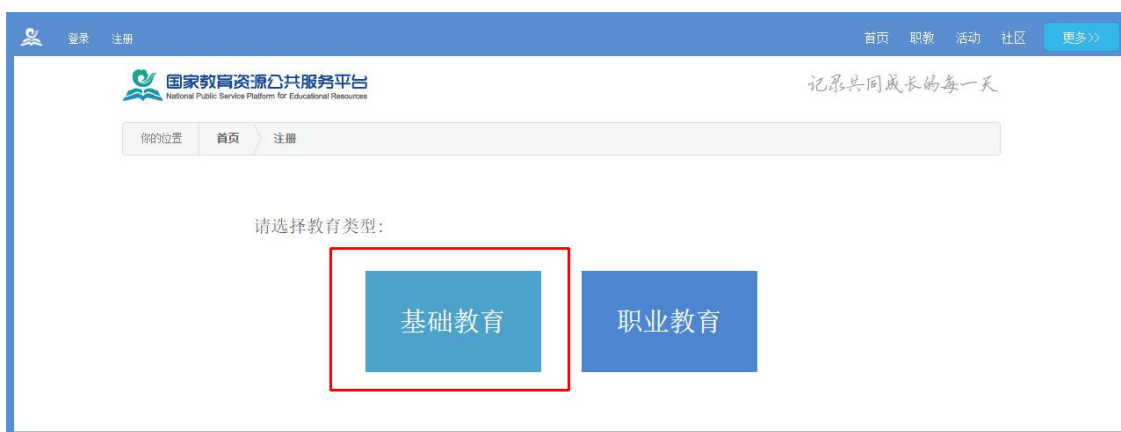 登录 注册 首页 职教 活动 社区 更多>>
国家教育资源公共服务平台 记录共同成长的每一天
National Public Service Platform for Educational Resources
你的位置 首页 注册
请选择教育类型：
基础教育 职业教育